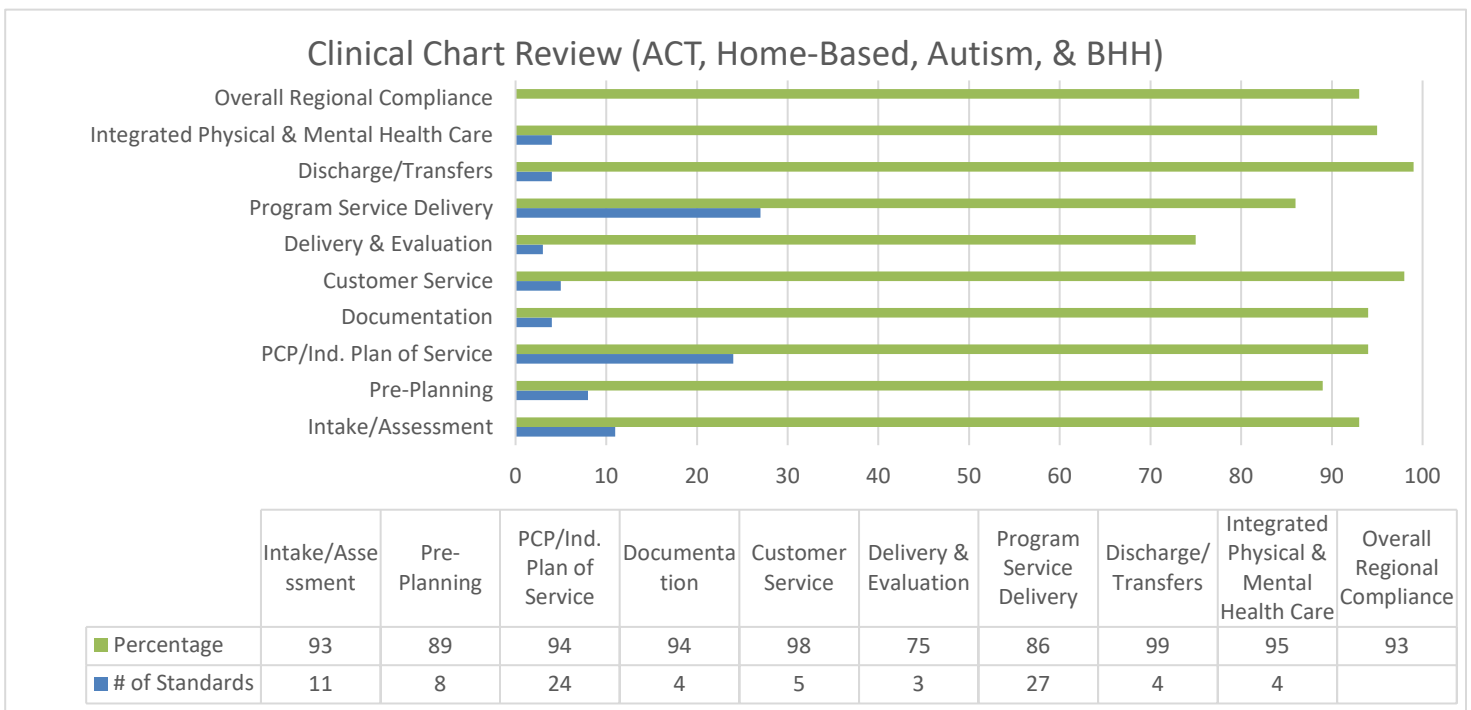 Clinical Chart Review (ACT, Home-Based, Autism, & BHH)
Overall Regional Compliance
Integrated Physical & Mental Health Care
Discharge/Transfers
Program Service Delivery
Delivery & Evaluation
Customer Service
Documentation
PCP/Ind. Plan of Service
Pre-Planning
Intake/Assessment
0 10 20 30 40 50 60 70 80 90 100
Intake/Asse
ssment
Pre-
Planning
PCP/Ind.
Plan of
Service
Documenta
tion
Customer
Service
Delivery &
Evaluation
Program
Service
Delivery
Discharge/
Transfers
Integrated
Physical &
Mental
Health Care
Overall
Regional
Compliance
Percentage 93 89 94 94 98 75 86 99 95 93
# of Standards 11 8 24 4 5 3 27 4 4